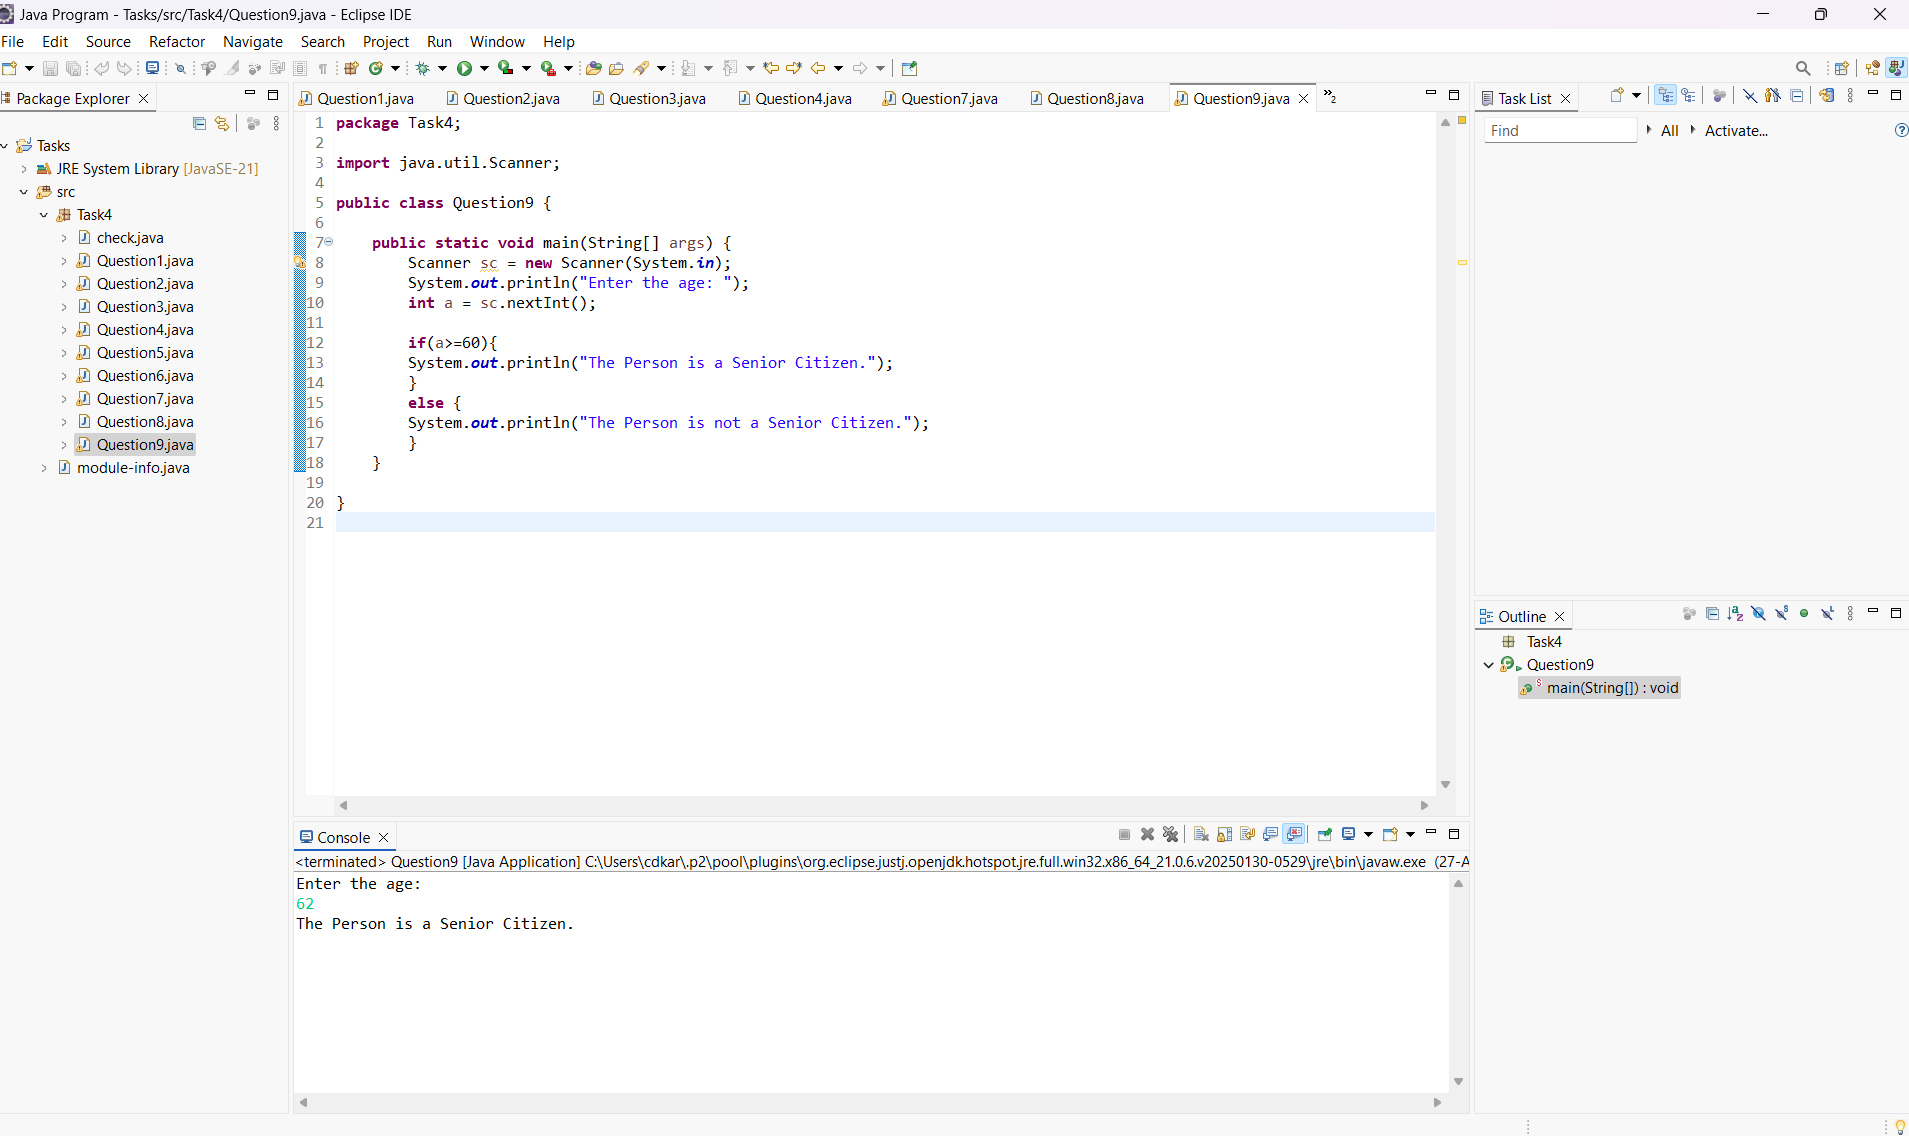 Java Program - Tasks/src/Task4/Question9.java - Eclipse IDE
File Edit Source Refactor Navigate Search Project Run Window Help
Package Explorer
Tasks
JRE System Library [JavaSE-21]
src
Task4
check.java
Question1.java
Question2.java
Question3.java
Question4.java
Question5.java
Question6.java
Question7.java
Question8.java
Question9.java
module-info.java
Question1.java Question2.java Question3.java Question4.java Question7.java Question8.java Question9.java »2
1 package Task4;
2
3 import java.util.Scanner;
4
5 public class Question9 {
6
7 public static void main(String[] args) {
8 Scanner sc = new Scanner(System.in);
9 System.out.println("Enter the age: ");
10 int a = sc.nextInt();
11
12 if(a>=60){
13 System.out.println("The Person is a Senior Citizen.");
14 }
15 else {
16 System.out.println("The Person is not a Senior Citizen.");
17 }
18 }
19
20 }
21
Console
<terminated> Question9 [Java Application] C:\Users\cdkar\.p2\pool\plugins\org.eclipse.justj.openjdk.hotspot.jre.full.win32.x86_64_21.0.6.v20250130-0529\jre\bin\javaw.exe (27-A
Enter the age:
62
The Person is a Senior Citizen.
Task List
Find All Activate...
Outline
Task4
Question9
main(String[]) : void